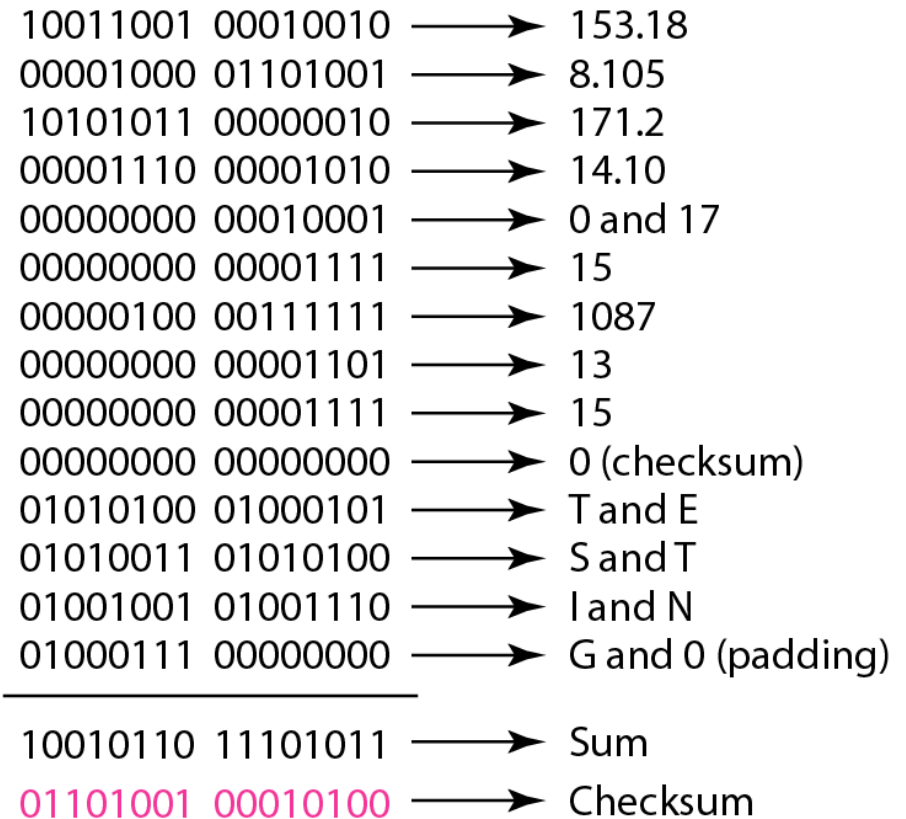 10011001 00010010 → 153.18
00001000 01101001 → 8.105
10101011 00000010 → 171.2
00001110 00001010 → 14.10
00000000 00010001 → 0 and 17
00000000 00001111 → 15
00000100 00111111 → 1087
00000000 00001101 → 13
00000000 00001111 → 15
00000000 00000000 → 0 (checksum)
01010100 01000101 → T and E
01010011 01010100 → S and T
01001001 01001110 → I and N
01000111 00000000 → G and 0 (padding)
10010110 11101011 → Sum
01101001 00010100 → Checksum